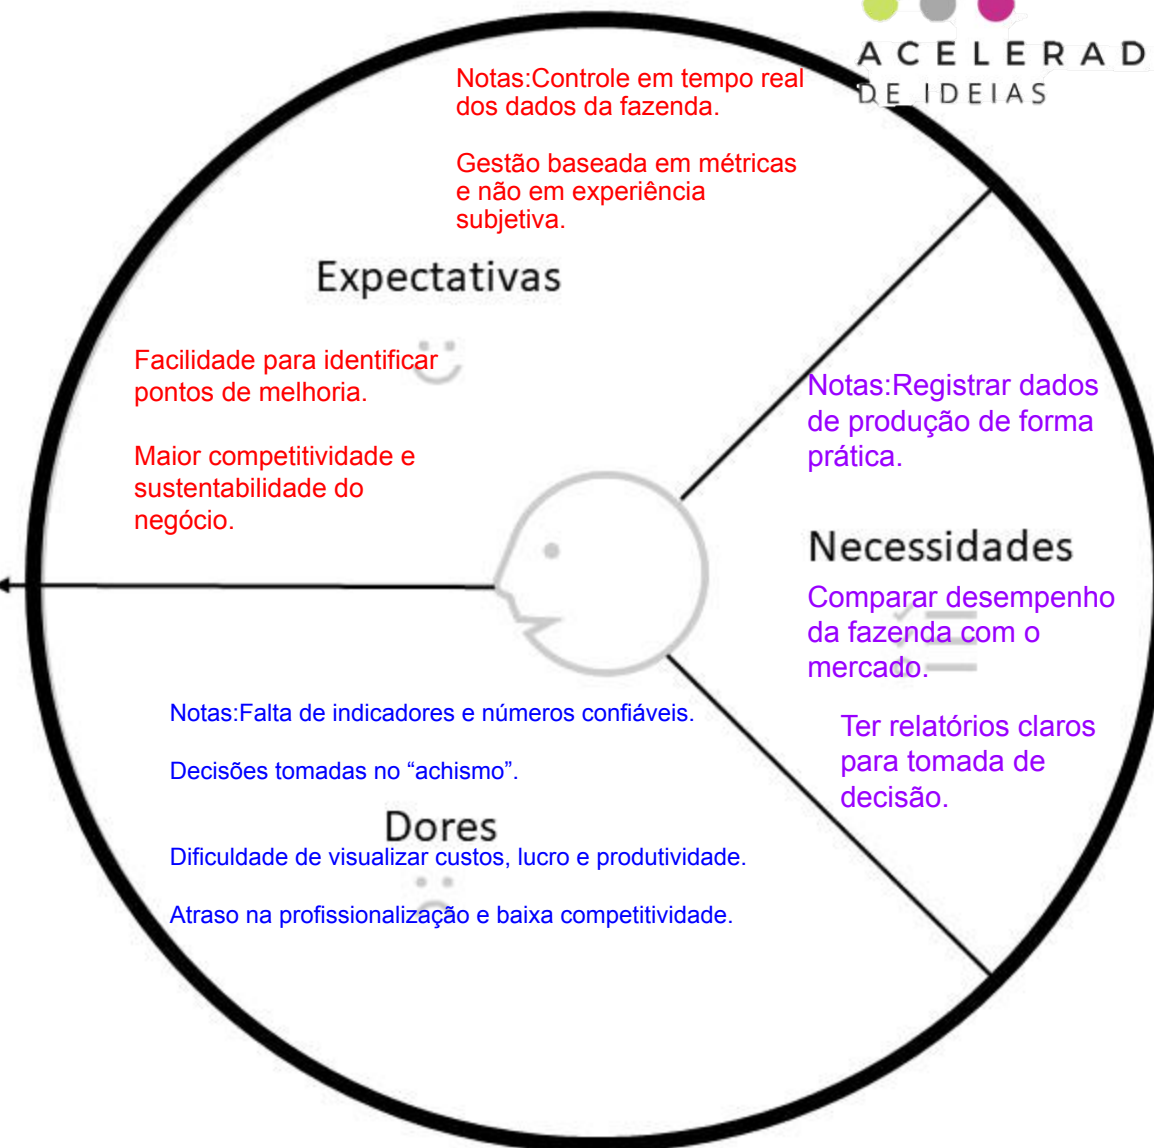 ACELERAD
DE IDEIAS
Notas:Controle em tempo real
dos dados da fazenda.
Gestão baseada em métricas
e não em experiência
subjetiva.
Expectativas
Facilidade para identificar
pontos de melhoria.
Maior competitividade e
sustentabilidade do
negócio.
Notas:Registrar dados
de produção de forma
prática.
Necessidades
Comparar desempenho
da fazenda com o
mercado.
Ter relatórios claros
para tomada de
decisão.
Notas:Falta de indicadores e números confiáveis.
Decisões tomadas no “achismo”.
Dores
Dificuldade de visualizar custos, lucro e produtividade.
Atraso na profissionalização e baixa competitividade.